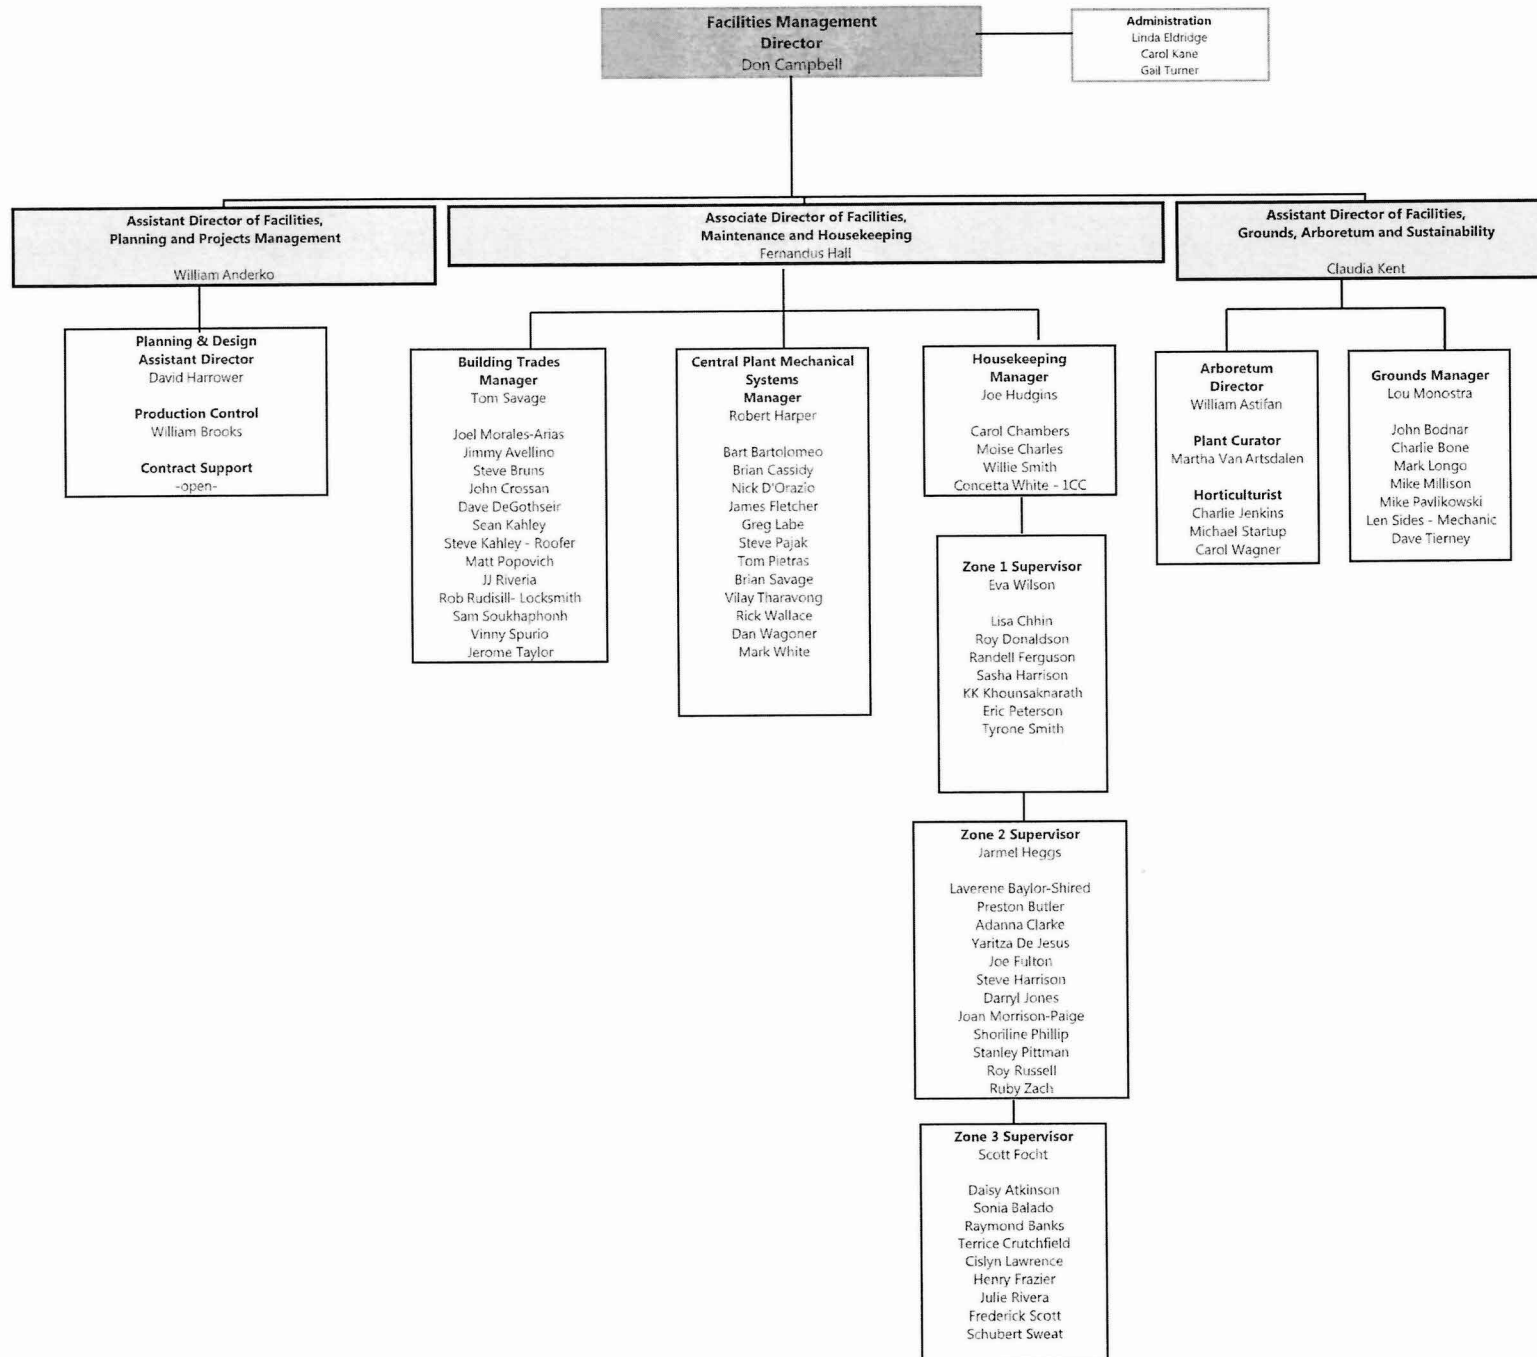 Facilities Management
Director
Don Campbell
Administration
Linda Eldridge
Carol Kane
Gail Turner
Assistant Director of Facilities,
Planning and Projects Management
William Anderko
Associate Director of Facilities,
Maintenance and Housekeeping
Fernandus Hall
Assistant Director of Facilities,
Grounds, Arboretum and Sustainability
Claudia Kent
Planning & Design
Assistant Director
David Harrower
Production Control
William Brooks
Contract Support
-open-
Building Trades
Manager
Tom Savage
Joel Morales-Arias
Jimmy Avellino
Steve Bruns
John Crossan
Dave DeGothseir
Sean Kahley
Steve Kahley - Roofer
Matt Popovich
JJ Riveria
Rob Rudisill- Locksmith
Sam Soukhaphonh
Vinny Spurio
Jerome Taylor
Central Plant Mechanical
Systems
Manager
Robert Harper
Bart Bartolomeo
Brian Cassidy
Nick D'Orazio
James Fletcher
Greg Labe
Steve Pajak
Tom Pietras
Brian Savage
Vilay Tharavong
Rick Wallace
Dan Wagoner
Mark White
Housekeeping
Manager
Joe Hudgins
Carol Chambers
Moise Charles
Willie Smith
Concetta White - 1CC
Zone 1 Supervisor
Eva Wilson
Lisa Chhin
Roy Donaldson
Randell Ferguson
Sasha Harrison
KK Khounsaknarath
Eric Peterson
Tyrone Smith
Zone 2 Supervisor
Jarmel Heggs
Laverene Baylor-Shired
Preston Butler
Adanna Clarke
Yaritza De Jesus
Joe Fulton
Steve Harrison
Darryl Jones
Joan Morrison-Paige
Shoriline Phillip
Stanley Pittman
Roy Russell
Ruby Zach
Zone 3 Supervisor
Scott Focht
Daisy Atkinson
Sonia Balado
Raymond Banks
Terrice Crutchfield
Cislyn Lawrence
Henry Frazier
Julie Rivera
Frederick Scott
Schubert Sweat
Arboretum
Director
William Astifan
Plant Curator
Martha Van Artsdalen
Horticulturist
Charlie Jenkins
Michael Startup
Carol Wagner
Grounds Manager
Lou Monostra
John Bodnar
Charlie Bone
Mark Longo
Mike Millison
Mike Pavlikowski
Len Sides - Mechanic
Dave Tierney